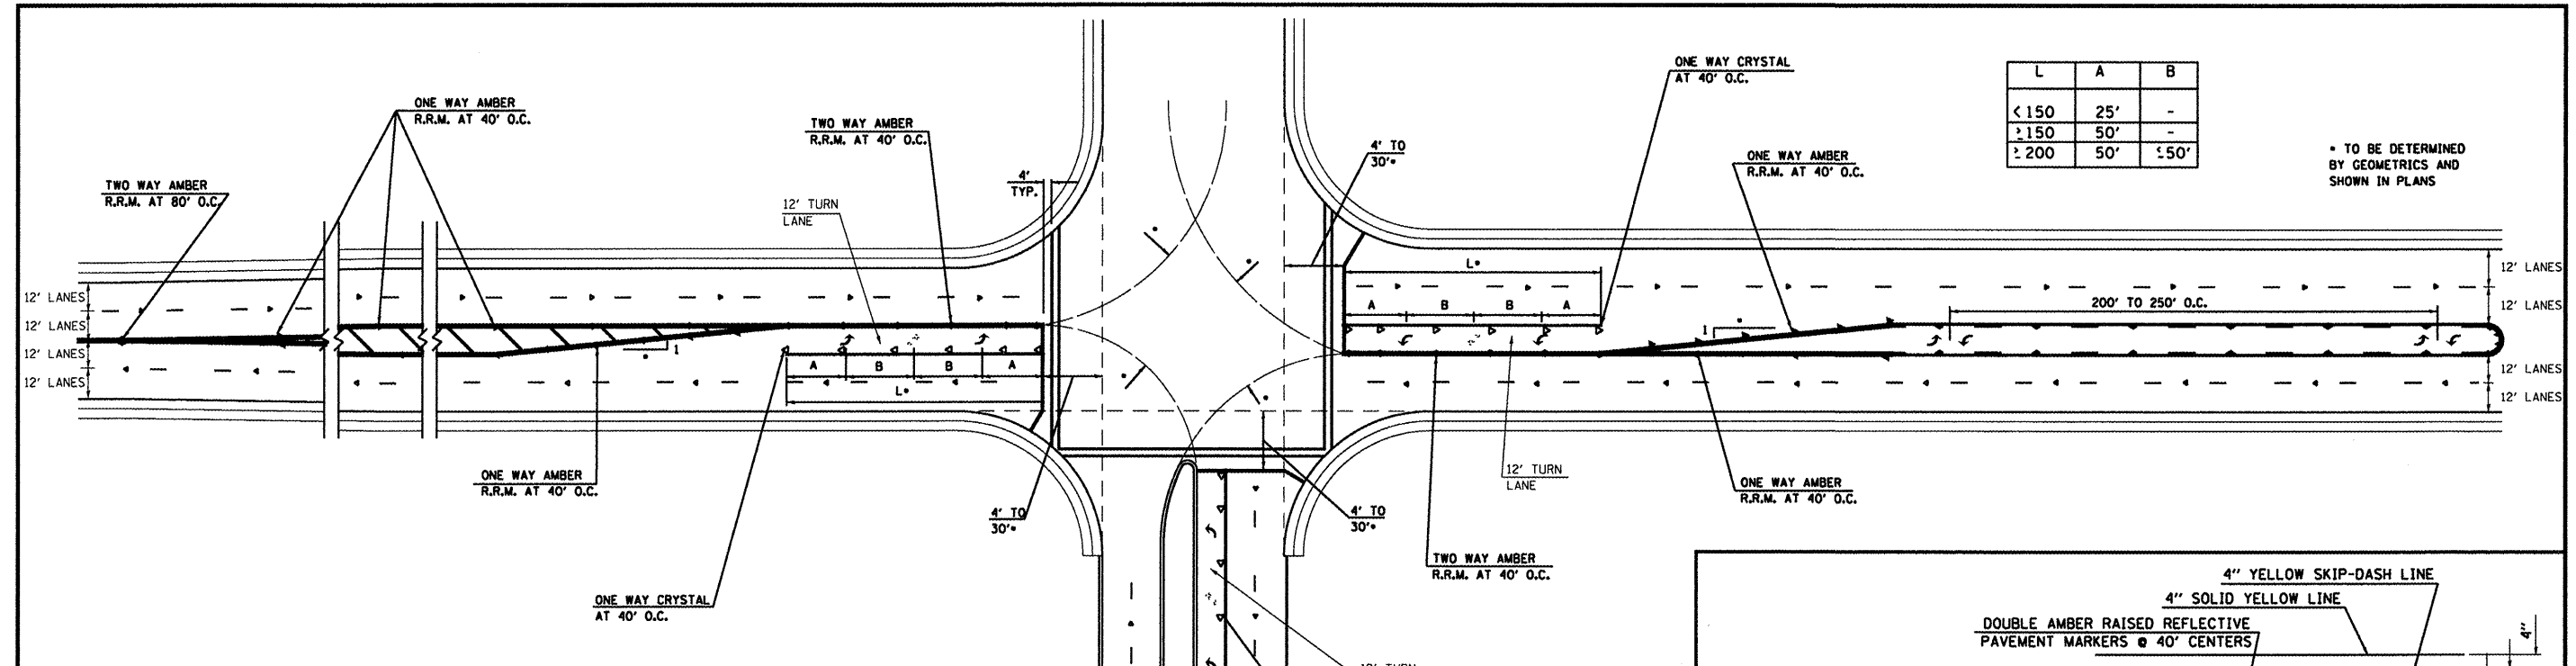 ONE WAY AMBER
R.R.M. AT 40' O.C.
TWO WAY AMBER
R.R.M. AT 80' O.C.
TWO WAY AMBER
R.R.M. AT 40' O.C.
12' TURN
LANE
4'
TYP.
4' TO
30'*
ONE WAY CRYSTAL
AT 40' O.C.
ONE WAY AMBER
R.R.M. AT 40' O.C.
L A B
<150 25' -
≥150 50' -
≥200 50' ≤50'
* TO BE DETERMINED
BY GEOMETRICS AND
SHOWN IN PLANS
12' LANES
12' LANES
12' LANES
12' LANES
A B B A
L*
1
*
L*
A B B A
1
*
200' TO 250' O.C.
12' LANES
12' LANES
12' LANES
12' LANES
*
*
*
*
ONE WAY AMBER
R.R.M. AT 40' O.C.
ONE WAY CRYSTAL
AT 40' O.C.
4' TO
30'*
4' TO
30'*
12' TURN
LANE
ONE WAY AMBER
R.R.M. AT 40' O.C.
TWO WAY AMBER
R.R.M. AT 40' O.C.
4" YELLOW SKIP-DASH LINE
4" SOLID YELLOW LINE
DOUBLE AMBER RAISED REFLECTIVE
PAVEMENT MARKERS @ 40' CENTERS
4"
12' TURN